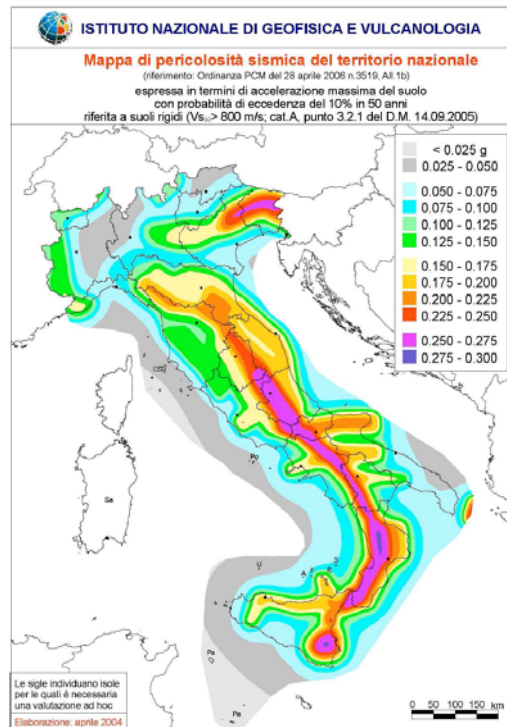 ISTITUTO NAZIONALE DI GEOFISICA E VULCANOLOGIA
Mappa di pericolosità sismica del territorio nazionale
(riferimento: Ordinanza PCM del 28 aprile 2006 n.3519, All.1b)
espressa in termini di accelerazione massima del suolo
con probabilità di eccedenza del 10% in 50 anni
riferita a suoli rigidi (Vs₃₀> 800 m/s; cat.A, punto 3.2.1 del D.M. 14.09.2005)
< 0.025 g
0.025 - 0.050
0.050 - 0.075
0.075 - 0.100
0.100 - 0.125
0.125 - 0.150
0.150 - 0.175
0.175 - 0.200
0.200 - 0.225
0.225 - 0.250
0.250 - 0.275
0.275 - 0.300
Po
Sa
U
A
Pa
Pe
Le sigle individuano isole
per le quali è necessaria
una valutazione ad hoc
Elaborazione: aprile 2004
0 50 100 150
km